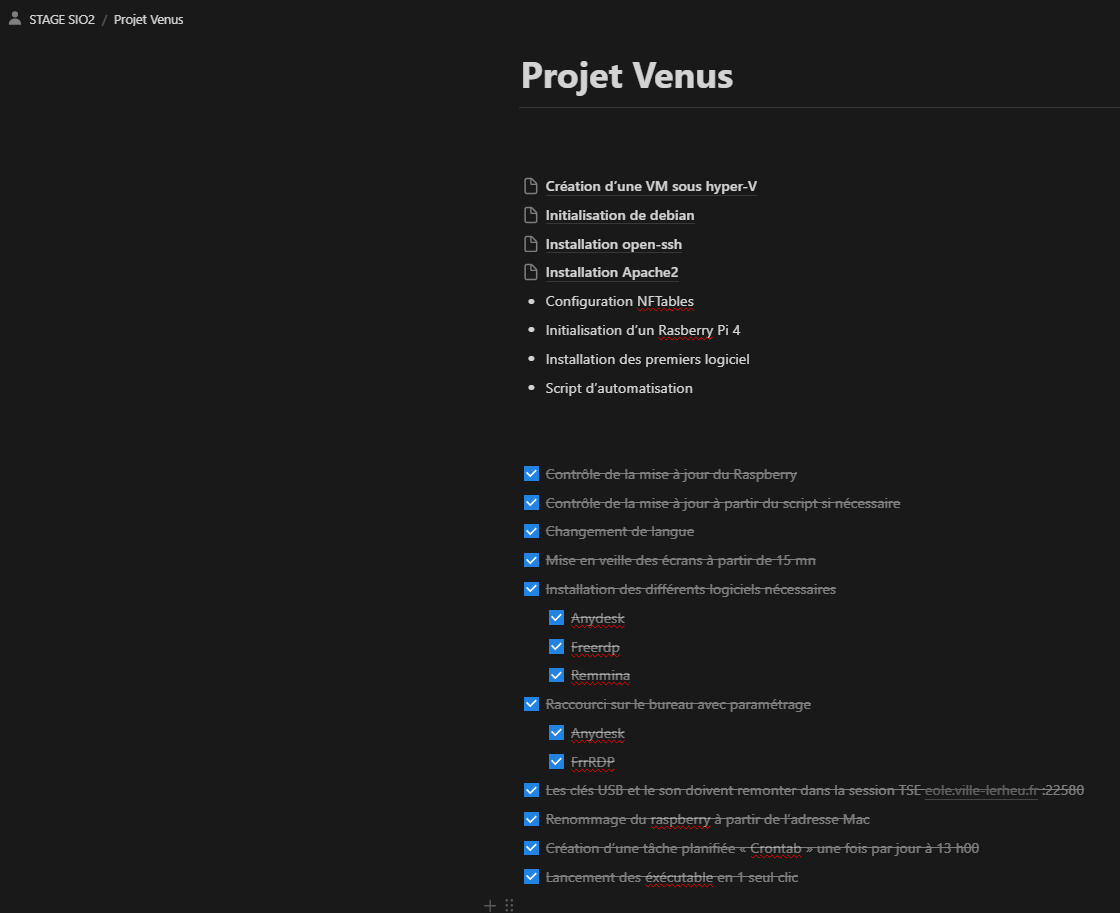 STAGE SIO2 / Projet Venus
Projet Venus
Création d’une VM sous hyper-V
Initialisation de debian
Installation open-ssh
Installation Apache2
• Configuration NFTables
• Initialisation d’un Rasberry Pi 4
• Installation des premiers logiciel
• Script d’automatisation
Contrôle de la mise à jour du Raspberry
Contrôle de la mise à jour à partir du script si nécessaire
Changement de langue
Mise en veille des écrans à partir de 15 mn
Installation des différents logiciels nécessaires
Anydesk
Freerdp
Remmina
Raccourci sur le bureau avec paramétrage
Anydesk
FrrRDP
Les clés USB et le son doivent remonter dans la session TSE eole.ville-lerheu.fr :22580
Renommage du raspberry à partir de l’adresse Mac
Création d’une tâche planifiée « Crontab » une fois par jour à 13 h00
Lancement des éxécutable en 1 seul clic